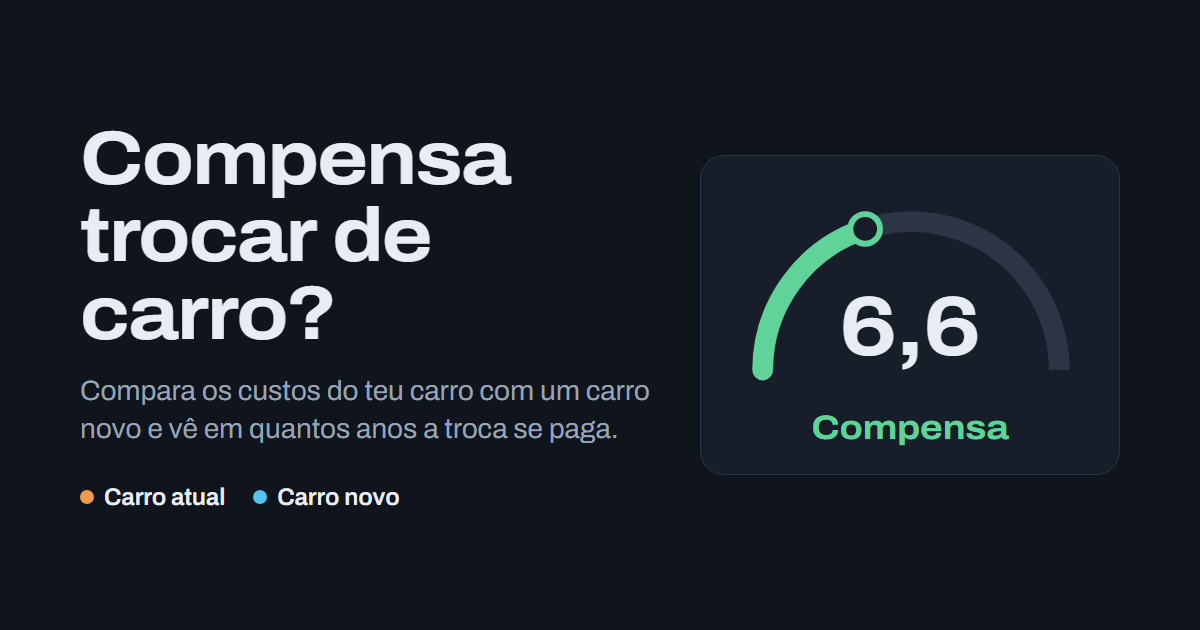 Compensa
trocar de
carro?
Compara os custos do teu carro com um carro
novo e vê em quantos anos a troca se paga.
Carro atual
Carro novo
6,6
Compensa